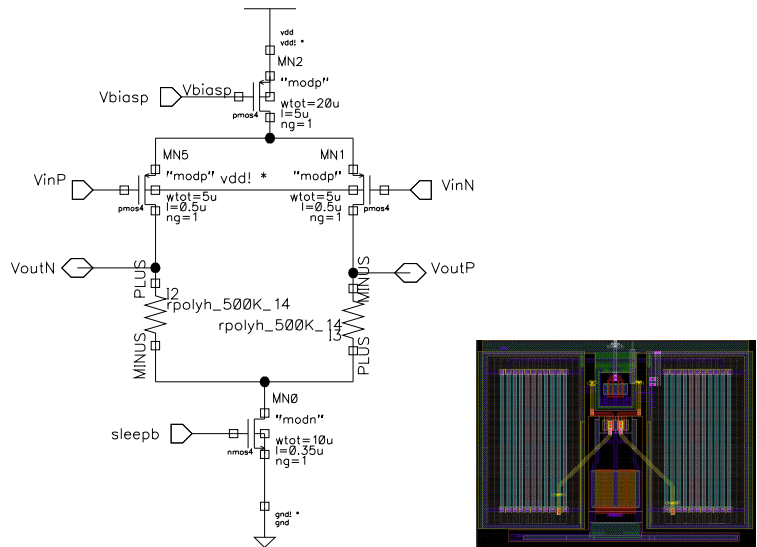 vdd
vdd! *
MN2
"modp"
Vbiasp
Vbiasp
wtot=20u
l=5u
ng=1
pmos4
MN5
MN1
"modp"
vdd! *
"modp"
VinP
VinN
wtot=5u
l=0.5u
ng=1
pmos4
wtot=5u
l=0.5u
ng=1
pmos4
VoutN
VoutP
PLUS
MINUS
I2
rpolyh_500K_14
rpolyh_500K_14
I3
MINUS
PLUS
MN0
"modn"
sleepb
wtot=10u
l=0.35u
ng=1
nmos4
gnd! *
gnd